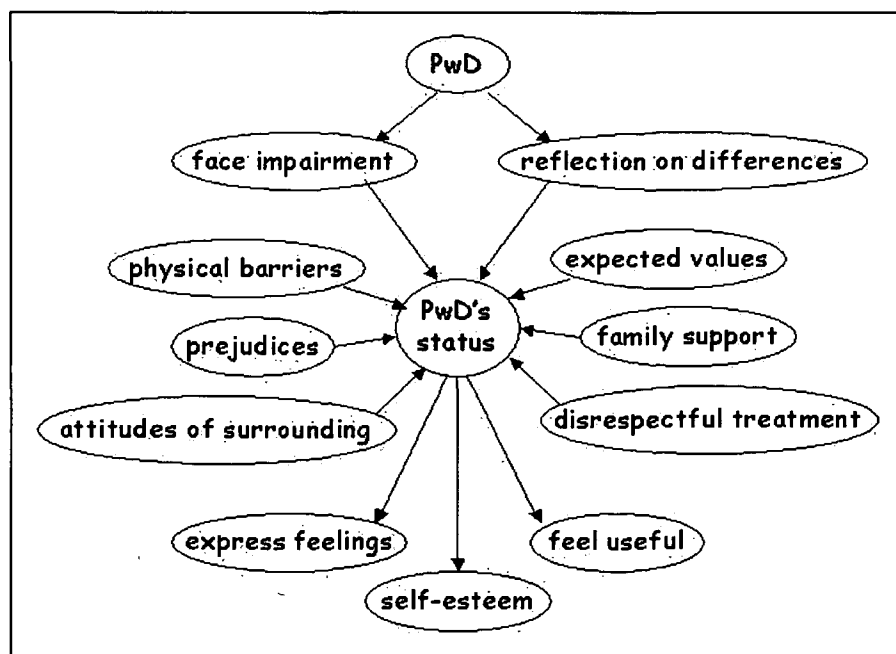 PwD
face impairment
reflection on differences
physical barriers
expected values
PwD's
status
prejudices
family support
attitudes of surrounding
disrespectful treatment
express feelings
feel useful
self-esteem